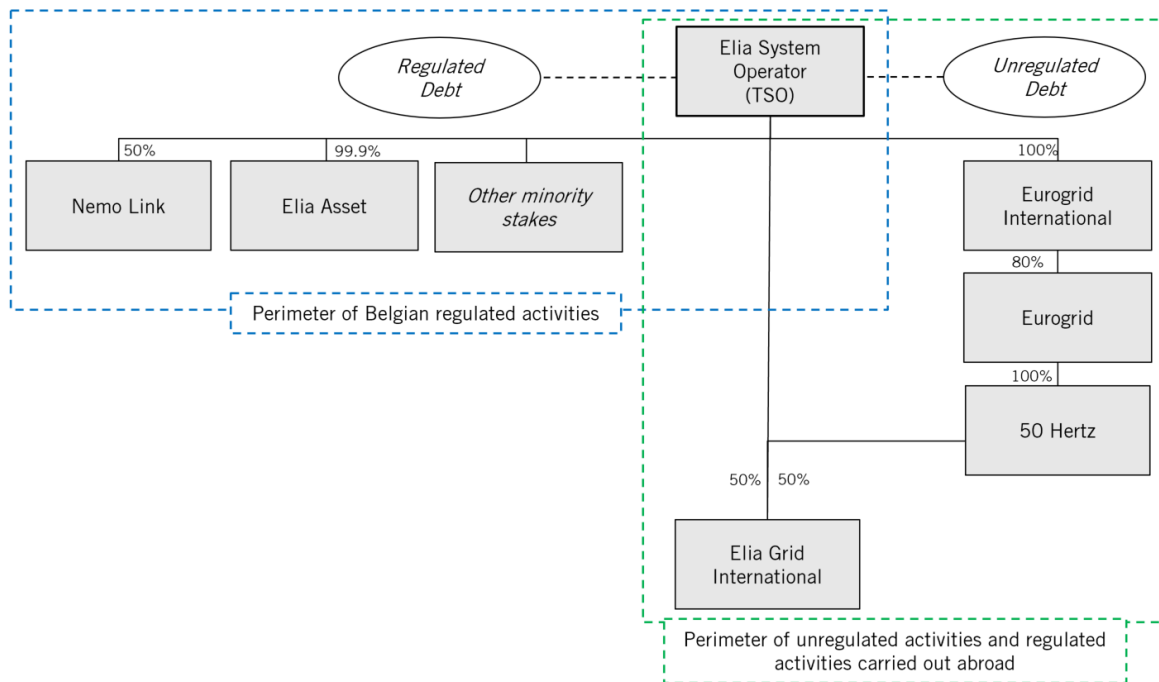 Elia System
Operator
(TSO)
Regulated
Debt
Unregulated
Debt
50%
99.9%
100%
Nemo Link
Elia Asset
Other minority
stakes
Eurogrid
International
80%
Perimeter of Belgian regulated activities
Eurogrid
100%
50 Hertz
50%
50%
Elia Grid
International
Perimeter of unregulated activities and regulated
activities carried out abroad